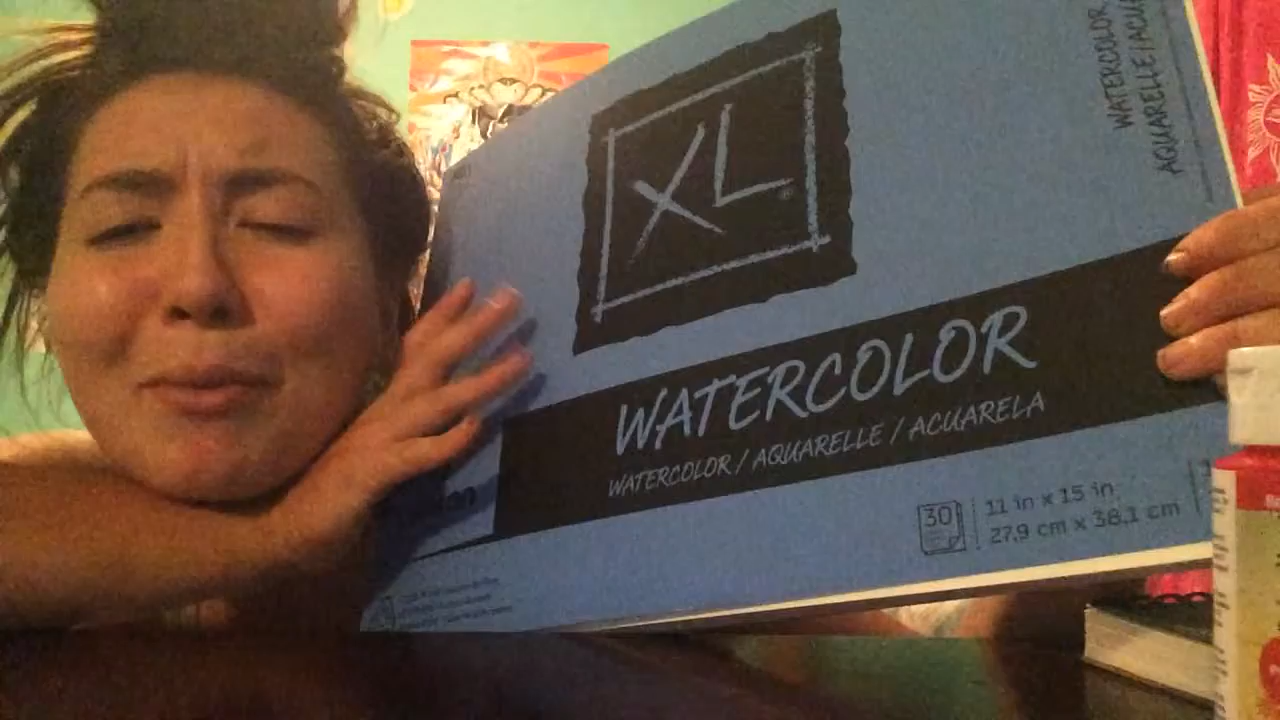 XL
WATERCOLOR
WATERCOLOR / AQUARELLE / ACUARELA
30
11 in x 15 in
27.9 cm x 38.1 cm
WATERCOLOR
AQUARELLE / ACUA